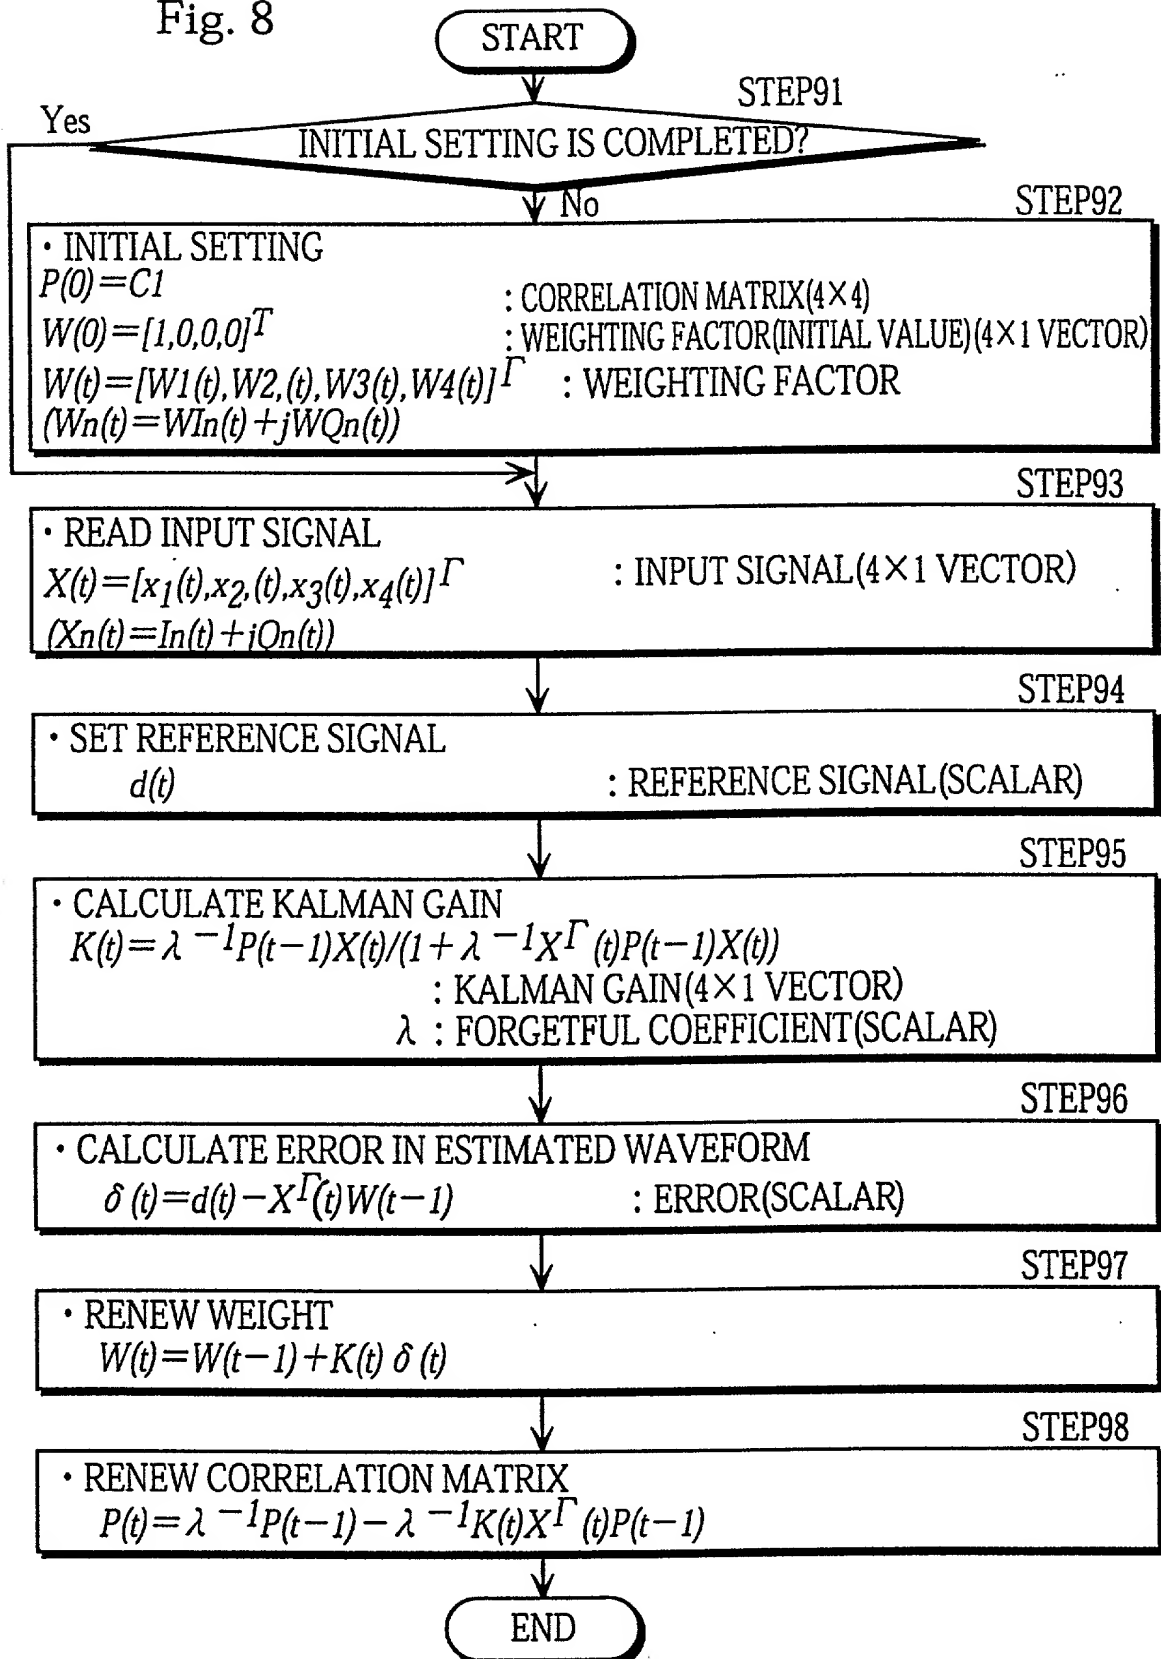 Fig. 8
START
STEP91
Yes
INITIAL SETTING IS COMPLETED?
No
STEP92
・INITIAL SETTING
P(0)=C1 : CORRELATION MATRIX(4×4)
W(0)=[1,0,0,0]^T : WEIGHTING FACTOR(INITIAL VALUE)(4×1 VECTOR)
W(t)=[W1(t),W2,(t),W3(t),W4(t)]^Γ : WEIGHTING FACTOR
(Wn(t)=WIn(t)+jWQn(t))
STEP93
・READ INPUT SIGNAL
X(t)=[x1(t),x2,(t),x3(t),x4(t)]^Γ : INPUT SIGNAL(4×1 VECTOR)
(Xn(t)=In(t)+jQn(t))
STEP94
・SET REFERENCE SIGNAL
d(t) : REFERENCE SIGNAL(SCALAR)
STEP95
・CALCULATE KALMAN GAIN
K(t)=λ^−1P(t−1)X(t)/(1+λ^−1X^Γ(t)P(t−1)X(t))
: KALMAN GAIN(4×1 VECTOR)
λ : FORGETFUL COEFFICIENT(SCALAR)
STEP96
・CALCULATE ERROR IN ESTIMATED WAVEFORM
δ(t)=d(t)−X^Γ(t)W(t−1) : ERROR(SCALAR)
STEP97
・RENEW WEIGHT
W(t)=W(t−1)+K(t)δ(t)
STEP98
・RENEW CORRELATION MATRIX
P(t)=λ^−1P(t−1)−λ^−1K(t)X^Γ(t)P(t−1)
END